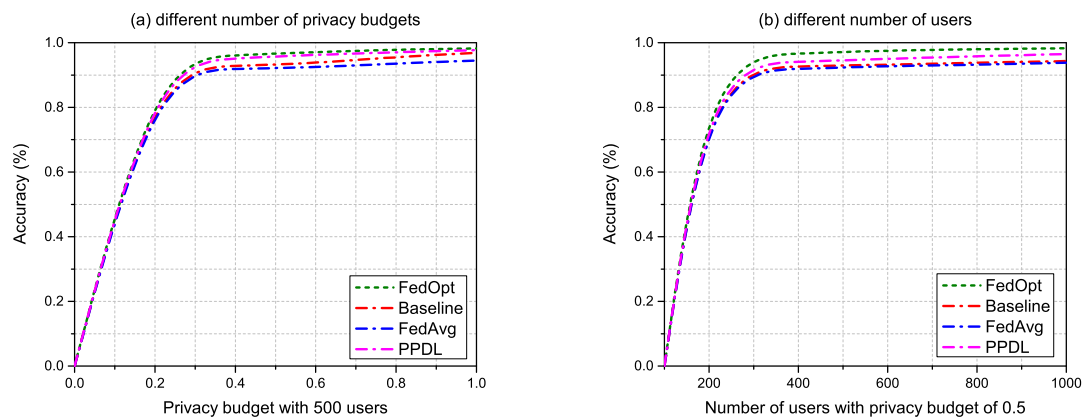 (a) different number of privacy budgets
1.0
0.8
0.6
0.4
0.2
0.0
Accuracy (%)
FedOpt
Baseline
FedAvg
PPDL
0.0 0.2 0.4 0.6 0.8 1.0
Privacy budget with 500 users
(b) different number of users
1.0
0.8
0.6
0.4
0.2
0.0
Accuracy (%)
FedOpt
Baseline
FedAvg
PPDL
200 400 600 800 1000
Number of users with privacy budget of 0.5